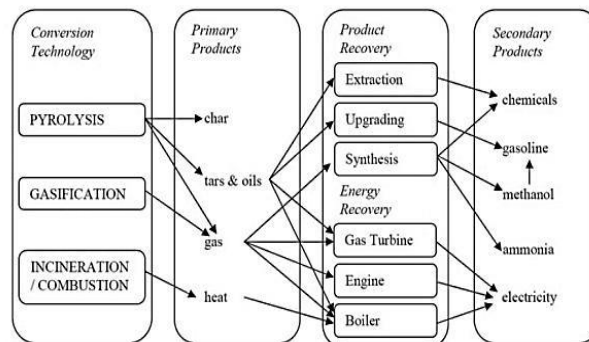 Conversion
Technology
PYROLYSIS
GASIFICATION
INCINERATION
/ COMBUSTION
Primary
Products
char
tars & oils
gas
heat
Product
Recovery
Extraction
Upgrading
Synthesis
Energy
Recovery
Gas Turbine
Engine
Boiler
Secondary
Products
chemicals
gasoline
methanol
ammonia
electricity